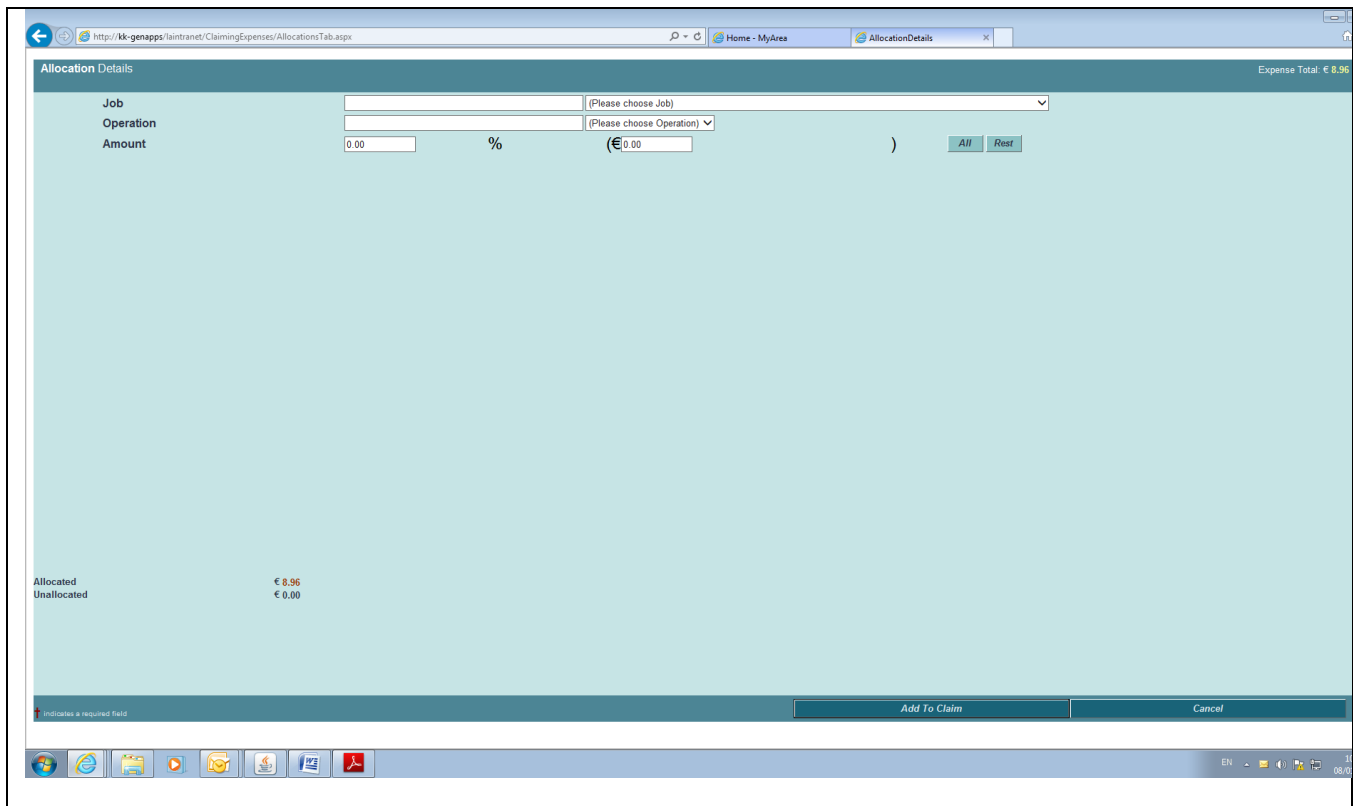 http://kk-genapps/laintranet/ClaimingExpenses/AllocationsTab.aspx Home - MyArea AllocationDetails
Allocation Details Expense Total: € 8.96
Job (Please choose Job)
Operation (Please choose Operation)
Amount 0.00 % (€ 0.00 ) All Rest
Allocated € 8.96
Unallocated € 0.00
† indicates a required field Add To Claim Cancel
EN